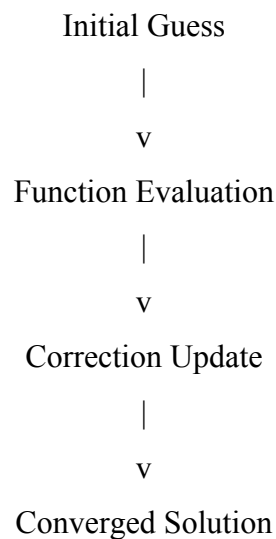 Initial Guess
|
v
Function Evaluation
|
v
Correction Update
|
v
Converged Solution